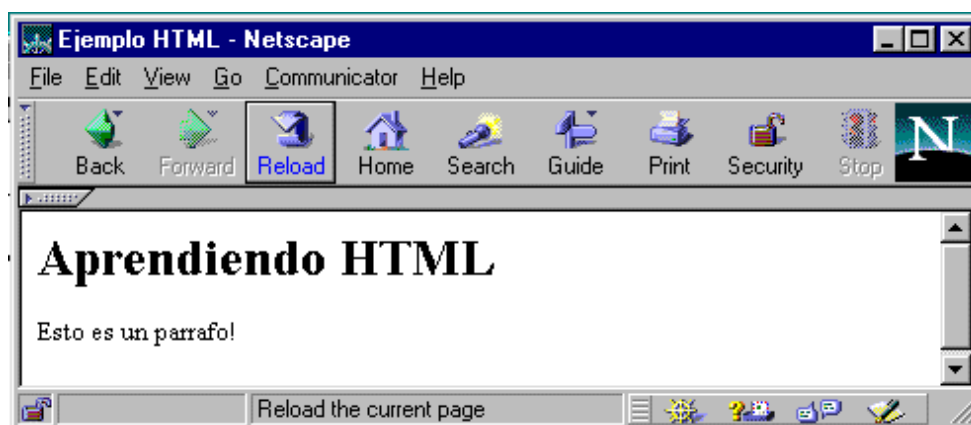 Ejemplo HTML - Netscape
File Edit View Go Communicator Help
Back Forward Reload Home Search Guide Print Security Stop N
Aprendiendo HTML
Esto es un parrafo!
Reload the current page